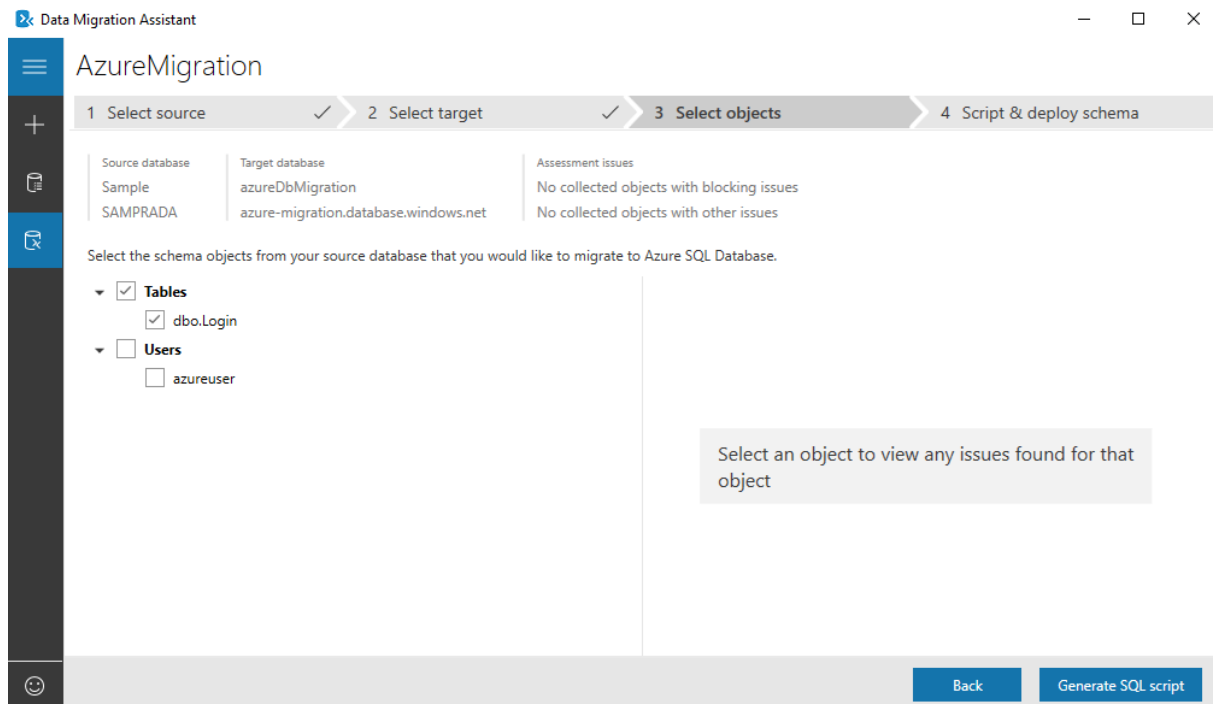 Data Migration Assistant
AzureMigration
1 Select source
2 Select target
3 Select objects
4 Script & deploy schema
Source database
Sample
SAMPRADA
Target database
azureDbMigration
azure-migration.database.windows.net
Assessment issues
No collected objects with blocking issues
No collected objects with other issues
Select the schema objects from your source database that you would like to migrate to Azure SQL Database.
Tables
dbo.Login
Users
azureuser
Select an object to view any issues found for that
object
Back
Generate SQL script